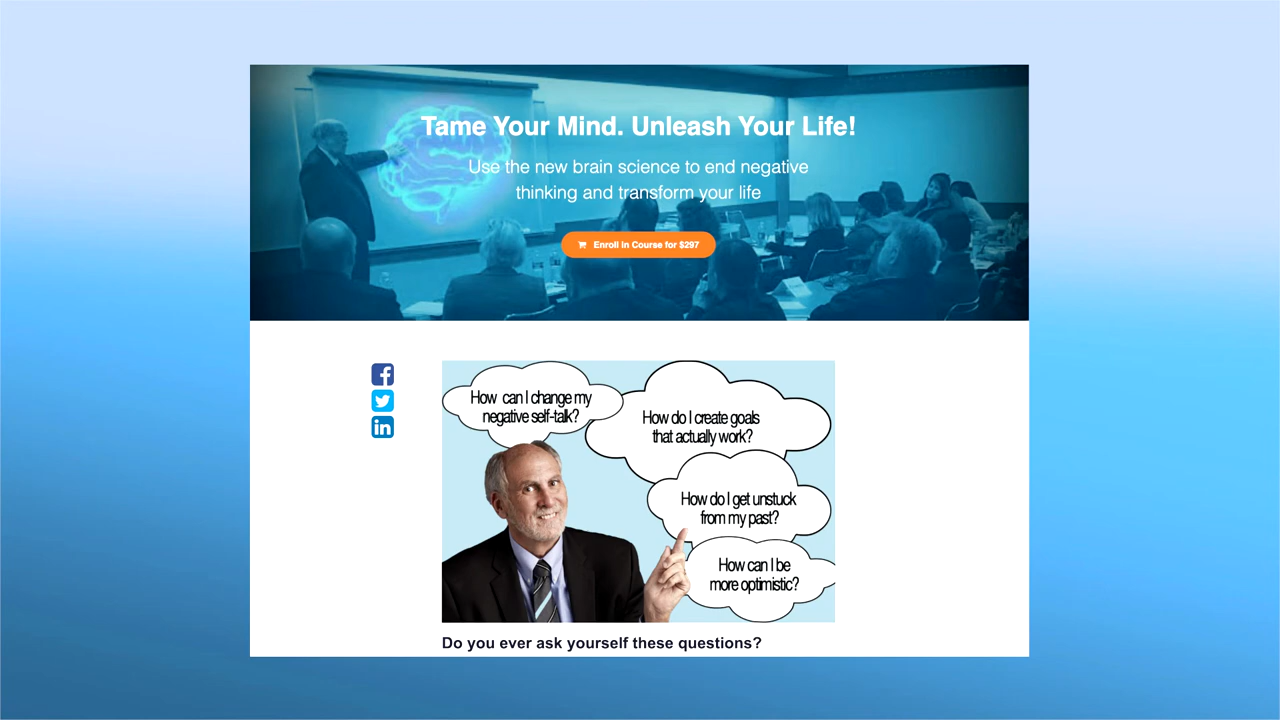 Tame Your Mind. Unleash Your Life!
Use the new brain science to end negative
thinking and transform your life
Enroll in Course for $297
How can I change my
negative self-talk?
How do I create goals
that actually work?
How do I get unstuck
from my past?
How can I be
more optimistic?
Do you ever ask yourself these questions?